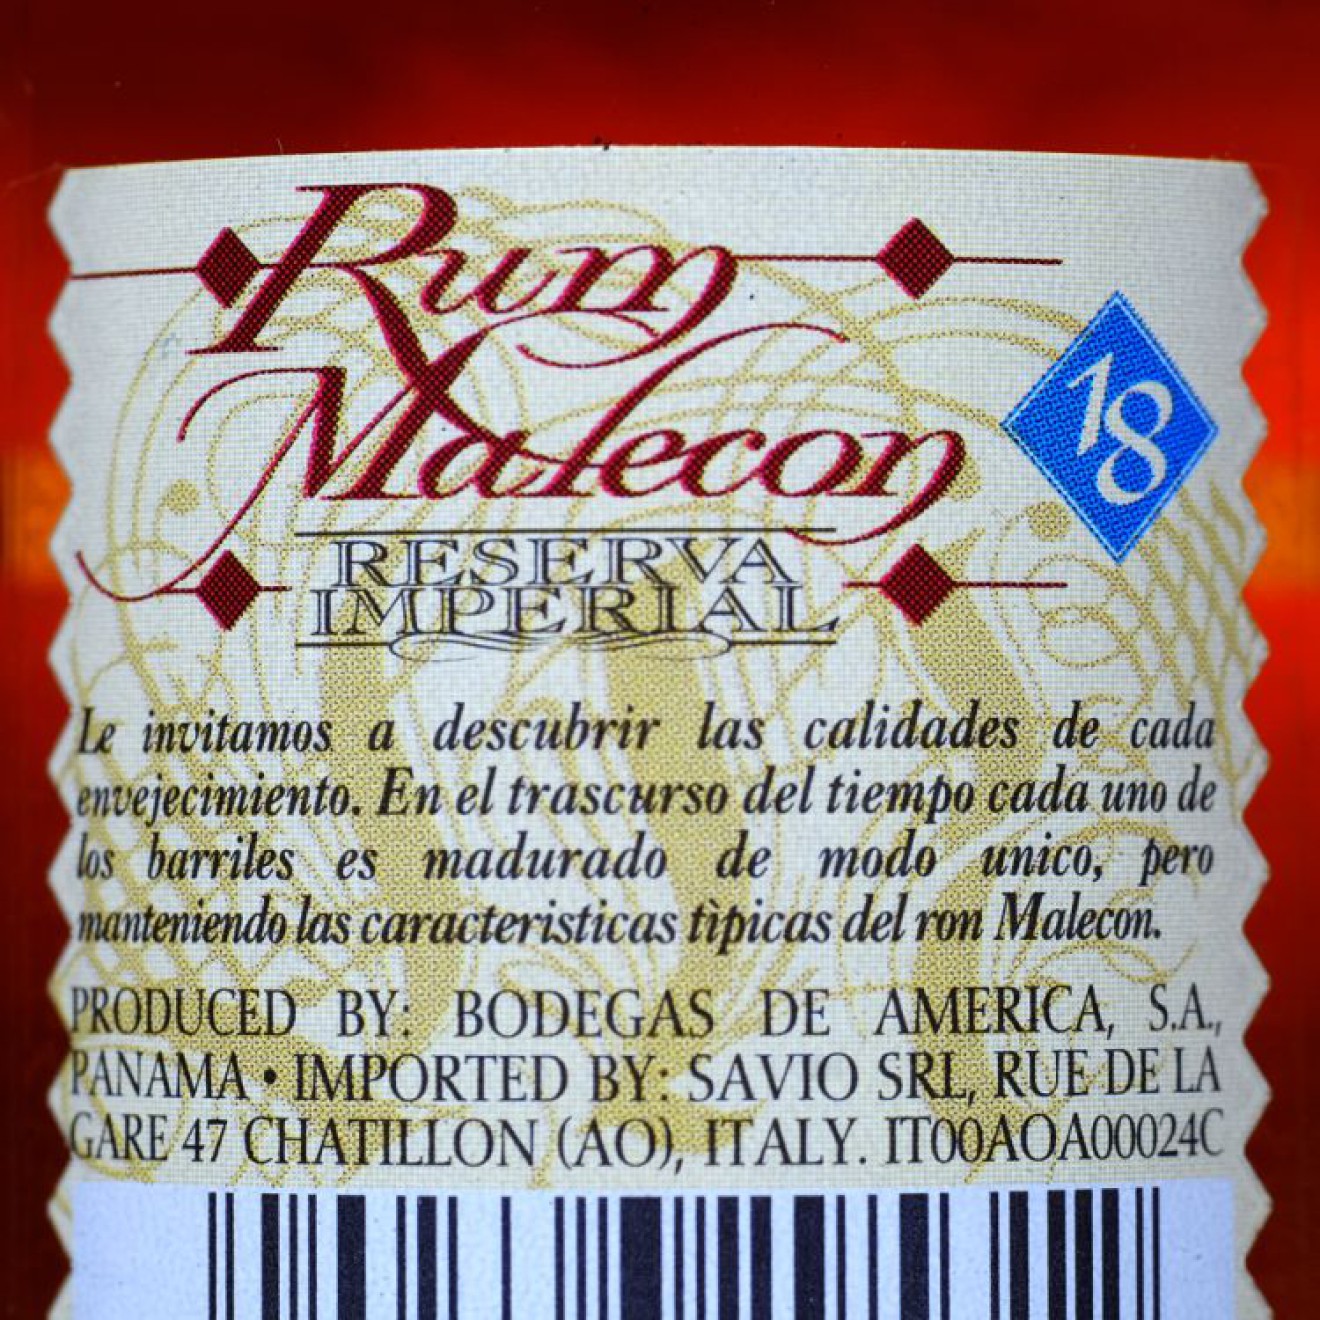 Rum
Malecon
18
RESERVA
IMPERIAL
Le invitamos a descubrir las calidades de cada
envejecimiento. En el trascurso del tiempo cada uno de
los barriles es madurado de modo unico, pero
manteniendo las caracteristicas tìpicas del ron Malecon.
PRODUCED BY: BODEGAS DE AMERICA, S.A.,
PANAMA • IMPORTED BY: SAVIO SRL, RUE DE LA
GARE 47 CHATILLON (AO), ITALY. IT00AOA00024C